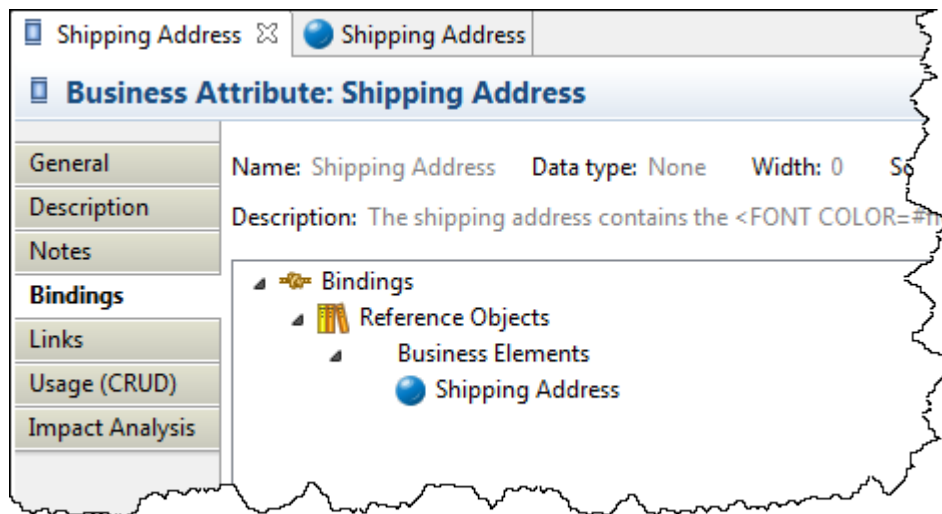 Shipping Address Shipping Address
Business Attribute: Shipping Address
General
Description
Notes
Bindings
Links
Usage (CRUD)
Impact Analysis
Name: Shipping Address Data type: None Width: 0
Description: The shipping address contains the <FONT COLOR=#
Bindings
Reference Objects
Business Elements
Shipping Address